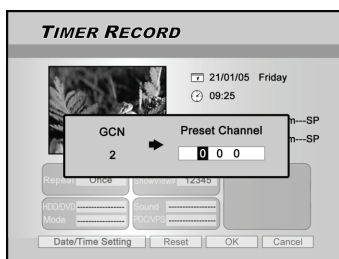 TIMER RECORD
21/01/05 Friday
09:25
m---SP
GCN Preset Channel
2 0 0 0
m---SP
Repeat Once ShowView# 12345
HDD/DVD ------------- Sound -------------
Mode ------------- PDC/VPS -------------
Date/Time Setting Reset OK Cancel